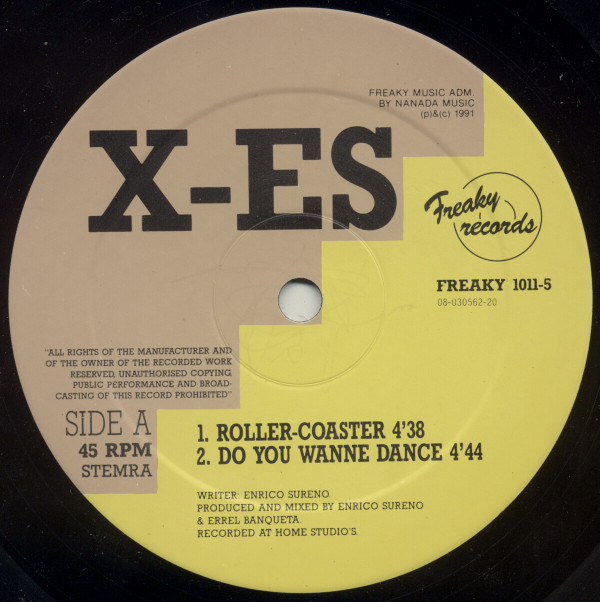 FREAKY MUSIC ADM.
BY NANADA MUSIC
(p)&(c) 1991
X-ES
Freaky
records
FREAKY 1011-5
08-030562-20
"ALL RIGHTS OF THE MANUFACTURER AND
OF THE OWNER OF THE RECORDED WORK
RESERVED, UNAUTHORISED COPYING,
PUBLIC PERFORMANCE AND BROAD-
CASTING OF THIS RECORD PROHIBITED"
SIDE A
45 RPM
STEMRA
1. ROLLER-COASTER 4'38
2. DO YOU WANNE DANCE 4'44
WRITER: ENRICO SURENO.
PRODUCED AND MIXED BY ENRICO SURENO
& ERREL BANQUETA.
RECORDED AT HOME STUDIO'S.